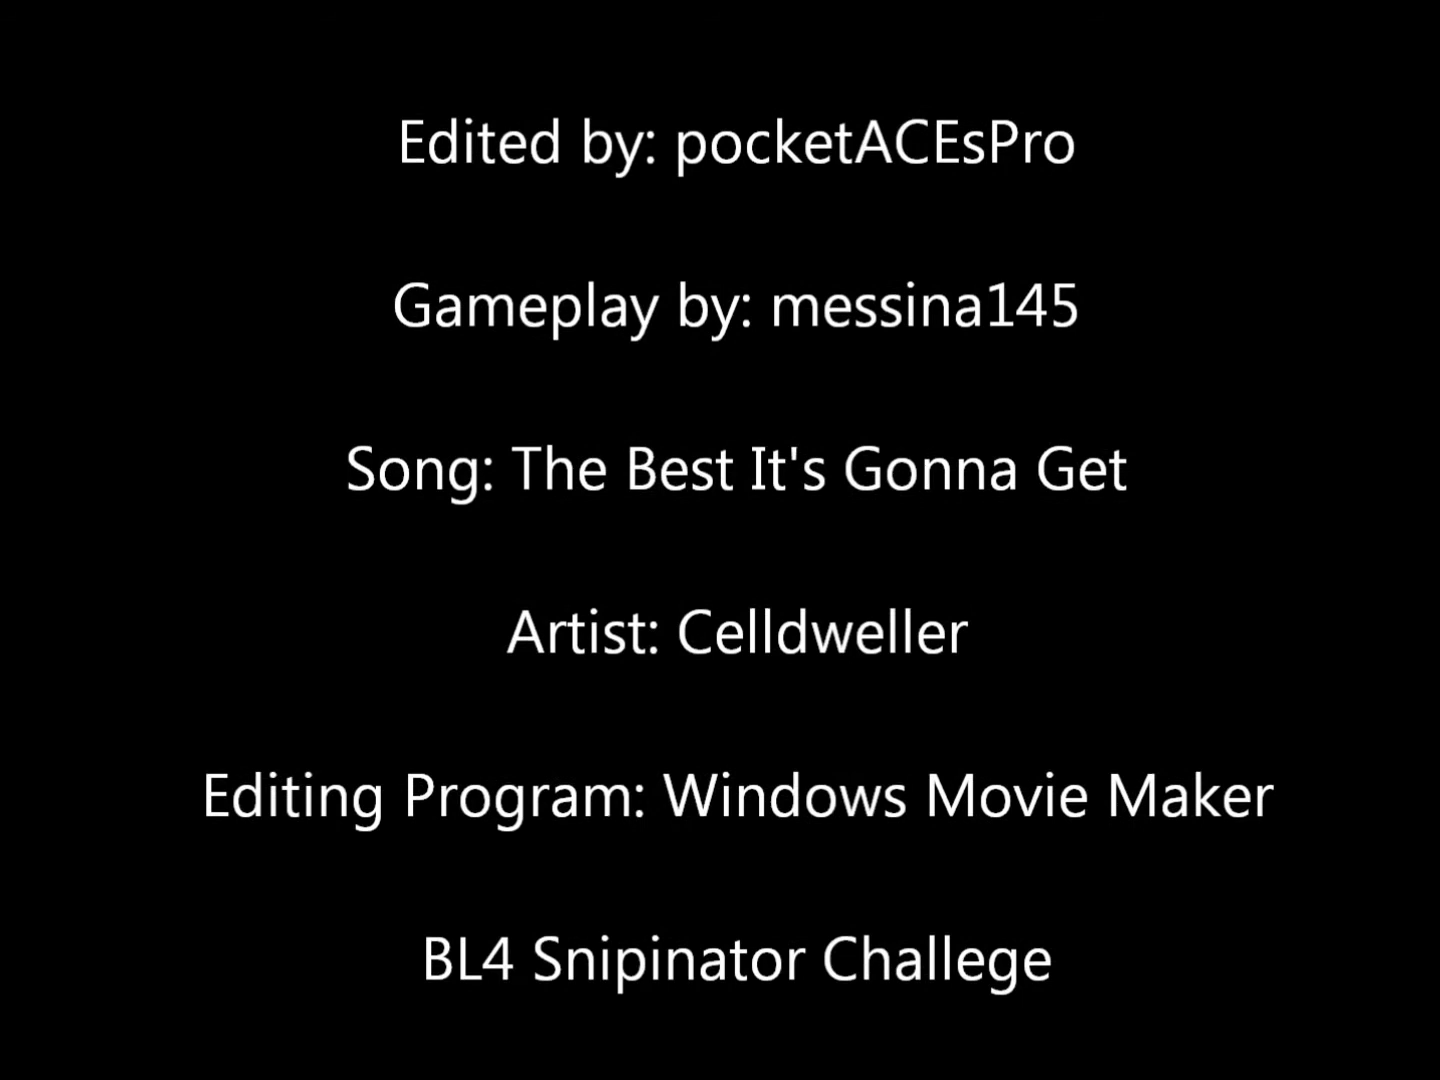 Edited by: pocketACEsPro
Gameplay by: messina145
Song: The Best It's Gonna Get
Artist: Celldweller
Editing Program: Windows Movie Maker
BL4 Snipinator Challege